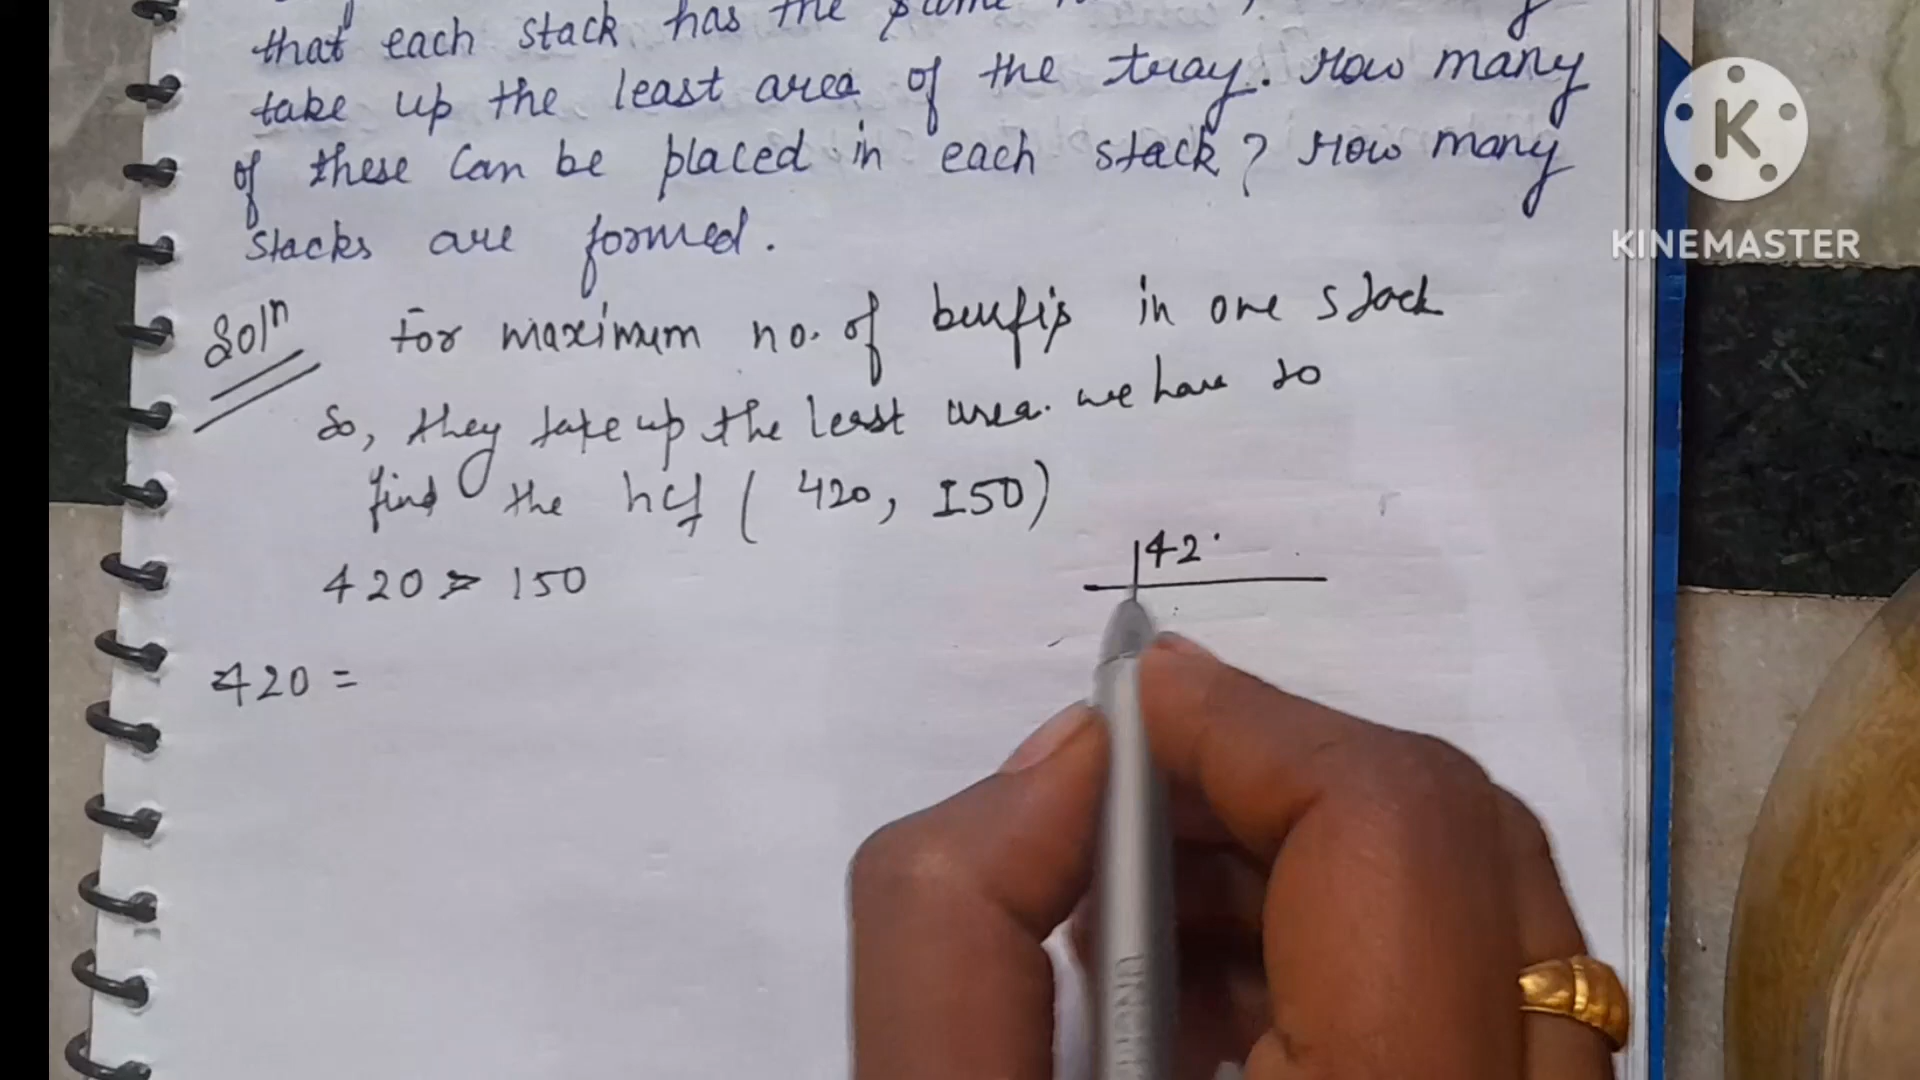 that each stack has the same
take up the least area of the tray. How many
of these can be placed in each stack? How many
stacks are formed.
K
KINEMASTER
Solⁿ For maximum no. of burfis in one stack
So, they take up the least area. we have to
find the hcf (420, 150)
42
420 > 150
420 =
UNO